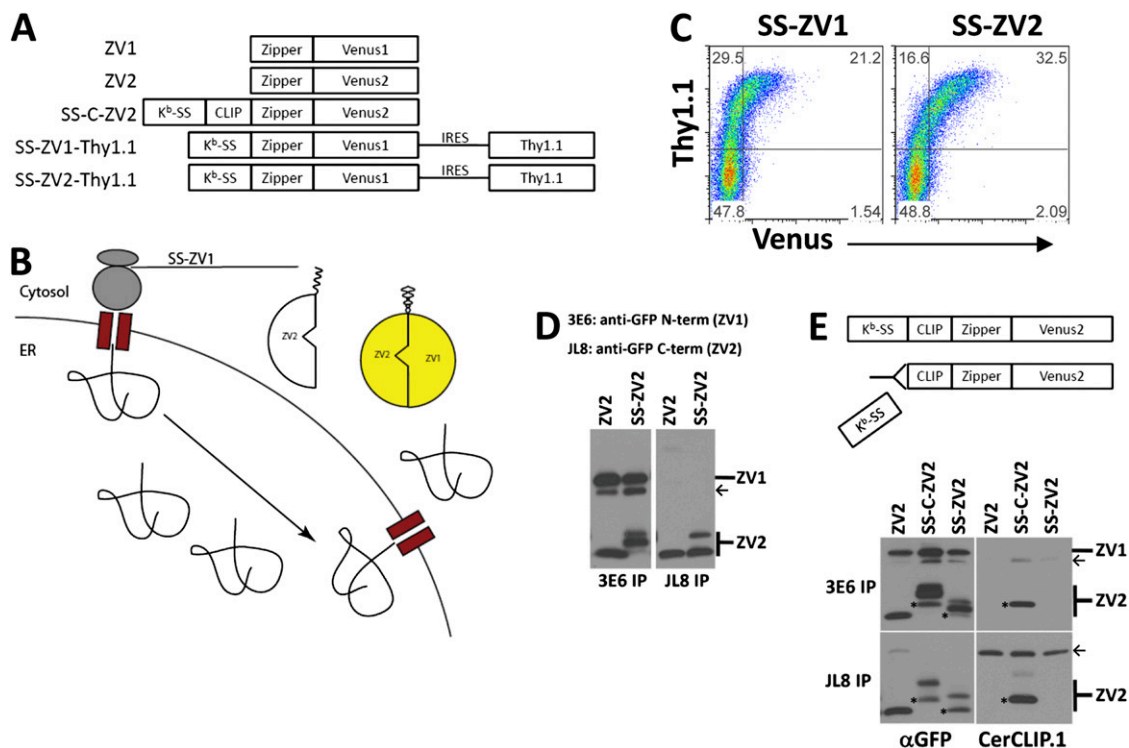 A
ZV1
Zipper Venus1
ZV2
Zipper Venus2
SS-C-ZV2
Kb-SS CLIP Zipper Venus2
SS-ZV1-Thy1.1
Kb-SS Zipper Venus1 IRES Thy1.1
SS-ZV2-Thy1.1
Kb-SS Zipper Venus1 IRES Thy1.1
B
SS-ZV1
Cytosol
ER
ZV2
ZV2 ZV1
C
SS-ZV1 SS-ZV2
29.5 21.2 16.6 32.5
47.8 1.54 48.8 2.09
Thy1.1
Venus
D
3E6: anti-GFP N-term (ZV1)
JL8: anti-GFP C-term (ZV2)
ZV2 SS-ZV2 ZV2 SS-ZV2
ZV1
←
ZV2
3E6 IP JL8 IP
E
Kb-SS CLIP Zipper Venus2
CLIP Zipper Venus2
Kb-SS
ZV2 SS-C-ZV2 SS-ZV2 ZV2 SS-C-ZV2 SS-ZV2
ZV1
←
3E6 IP
* * * ZV2
←
JL8 IP
* * * ZV2
αGFP CerCLIP.1